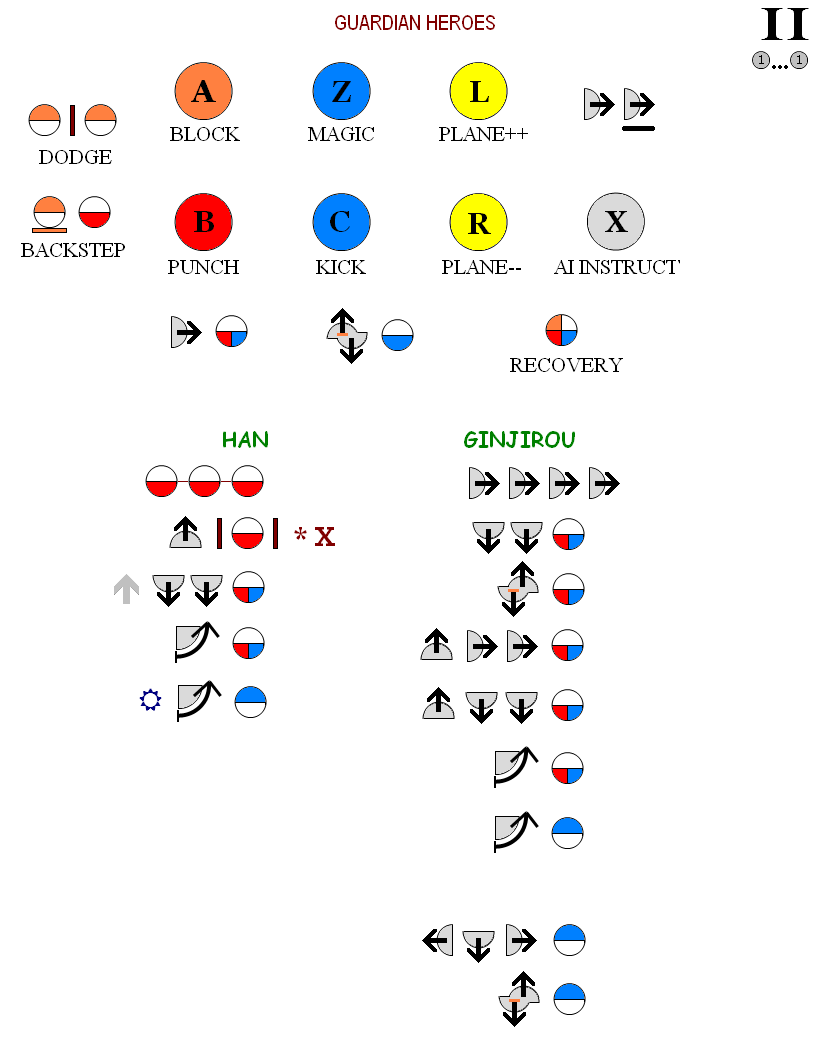 GUARDIAN HEROES
II
1...1
A
Z
L
BLOCK
MAGIC
PLANE++
DODGE
B
C
R
X
BACKSTEP
PUNCH
KICK
PLANE--
AI INSTRUCT
RECOVERY
HAN
GINJIROU
* X